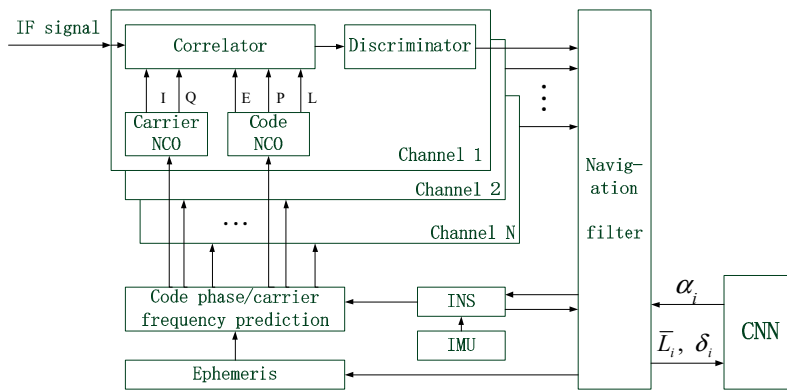 IF signal
Correlator
Discriminator
I Q E P L
Carrier
NCO
Code
NCO
Channel 1
Channel 2
...
Channel N
⋮
Navig-
ation
filter
Code phase/carrier
frequency prediction
INS
IMU
Ephemeris
α_i
L̅_i, δ_i
CNN